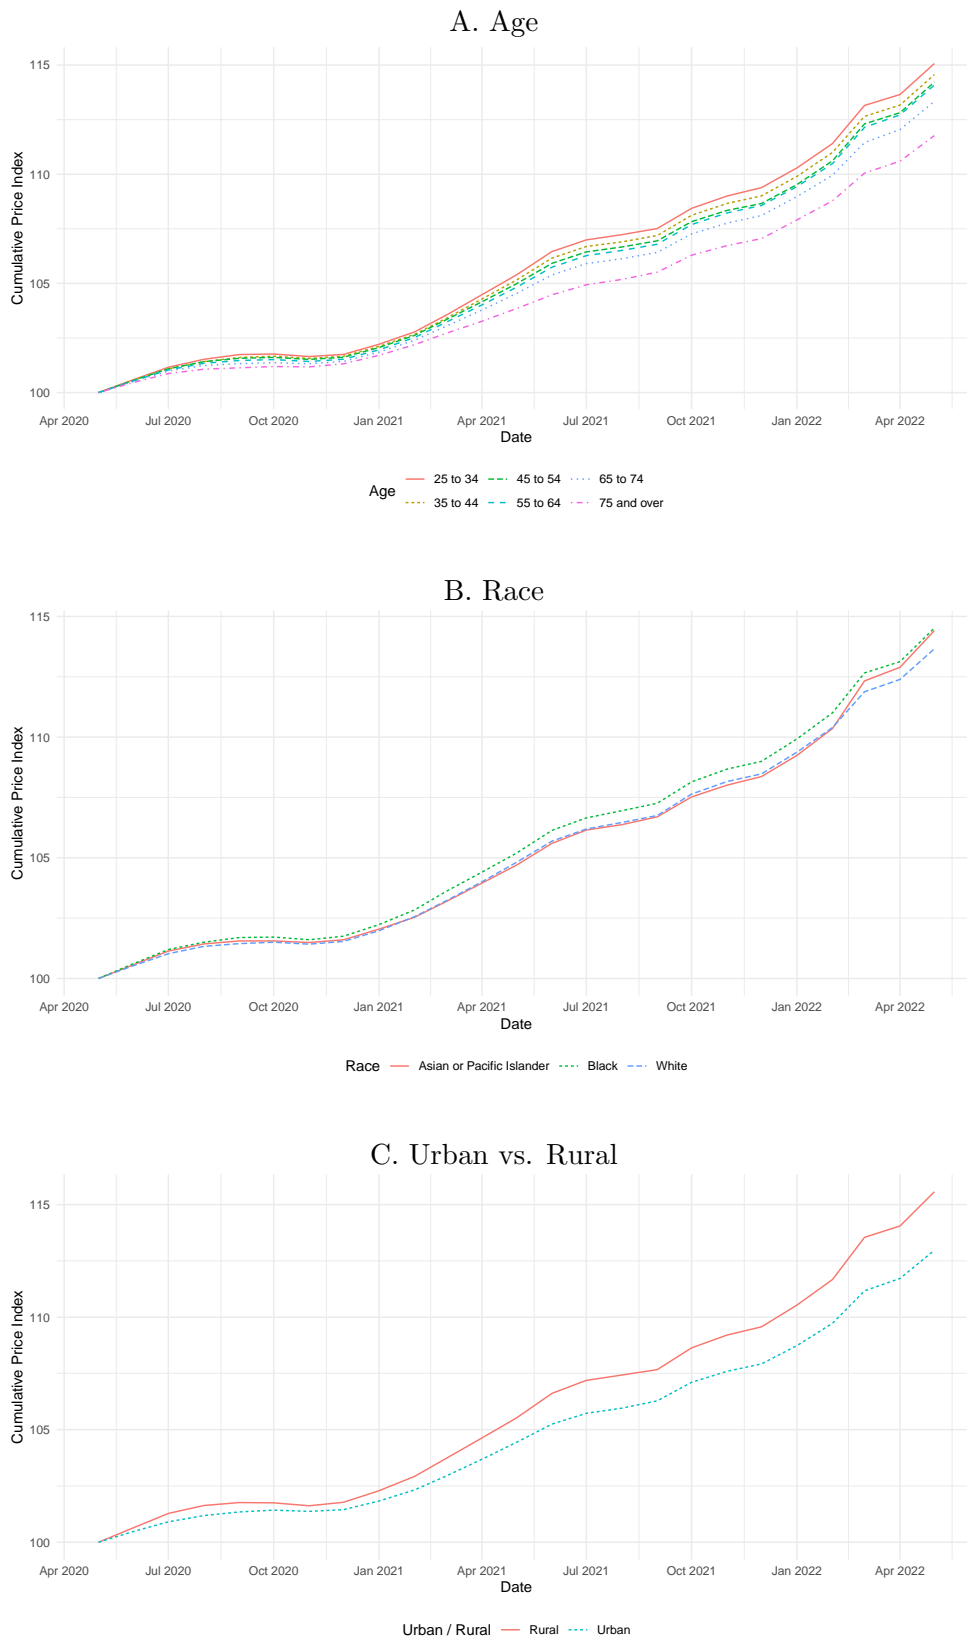 A. Age
115
110
105
100
Cumulative Price Index
Apr 2020 Jul 2020 Oct 2020 Jan 2021 Apr 2021 Jul 2021 Oct 2021 Jan 2022 Apr 2022
Date
Age
25 to 34 45 to 54 65 to 74
35 to 44 55 to 64 75 and over
B. Race
115
110
105
100
Cumulative Price Index
Apr 2020 Jul 2020 Oct 2020 Jan 2021 Apr 2021 Jul 2021 Oct 2021 Jan 2022 Apr 2022
Date
Race Asian or Pacific Islander Black White
C. Urban vs. Rural
115
110
105
100
Cumulative Price Index
Apr 2020 Jul 2020 Oct 2020 Jan 2021 Apr 2021 Jul 2021 Oct 2021 Jan 2022 Apr 2022
Date
Urban / Rural Rural Urban